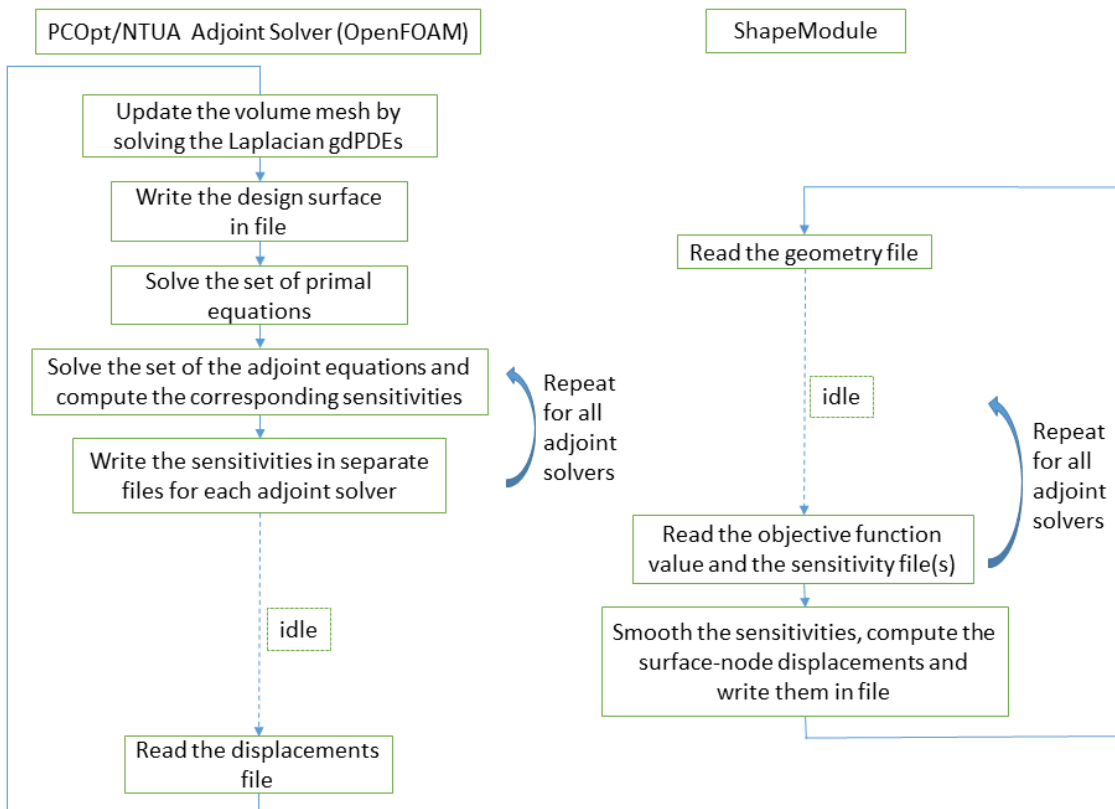 PCOpt/NTUA Adjoint Solver (OpenFOAM)
Update the volume mesh by
solving the Laplacian gdPDEs
Write the design surface
in file
Solve the set of primal
equations
Solve the set of the adjoint equations and
compute the corresponding sensitivities
Repeat
for all
adjoint
solvers
Write the sensitivities in separate
files for each adjoint solver
idle
Read the displacements
file
ShapeModule
Read the geometry file
idle
Repeat
for all
adjoint
solvers
Read the objective function
value and the sensitivity file(s)
Smooth the sensitivities, compute the
surface-node displacements and
write them in file